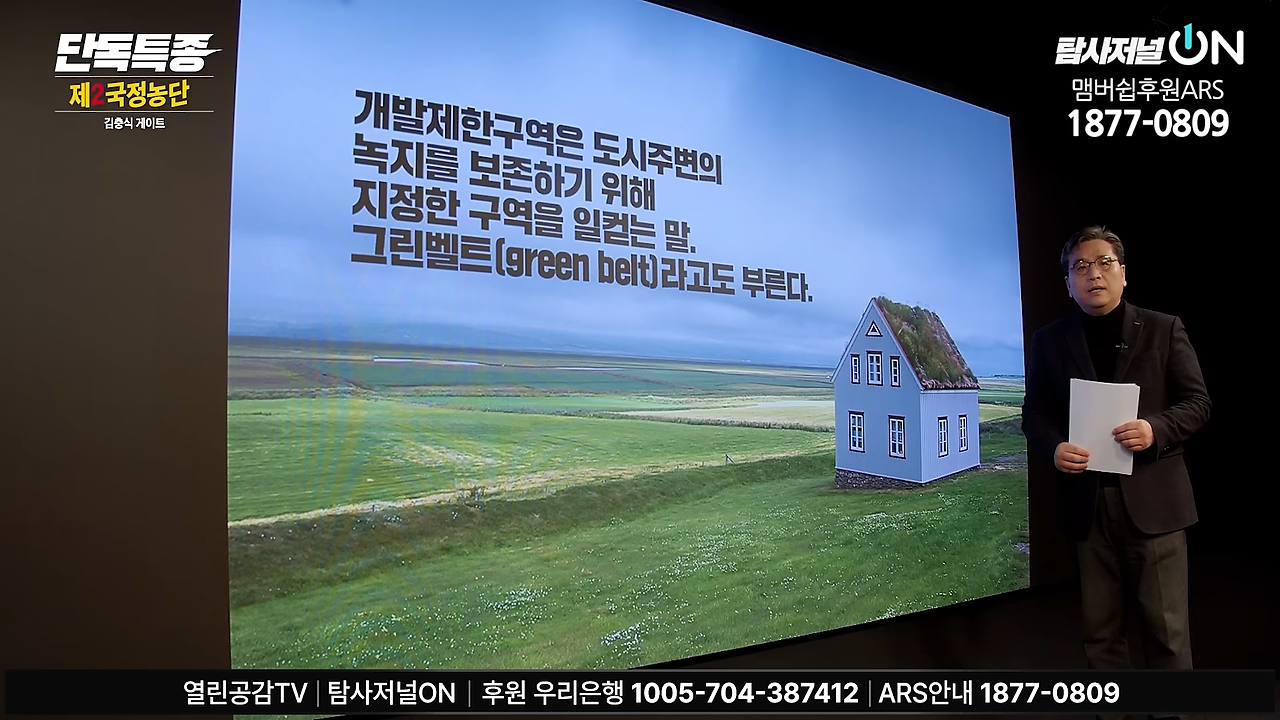 단독특종
제2국정농단
김충식 게이트
탐사저널ON
맴버쉽후원ARS
1877-0809
개발제한구역은 도시주변의
녹지를 보존하기 위해
지정한 구역을 일컫는 말.
그린벨트(green belt)라고도 부른다.
열린공감TV | 탐사저널ON | 후원 우리은행 1005-704-387412 | ARS안내 1877-0809